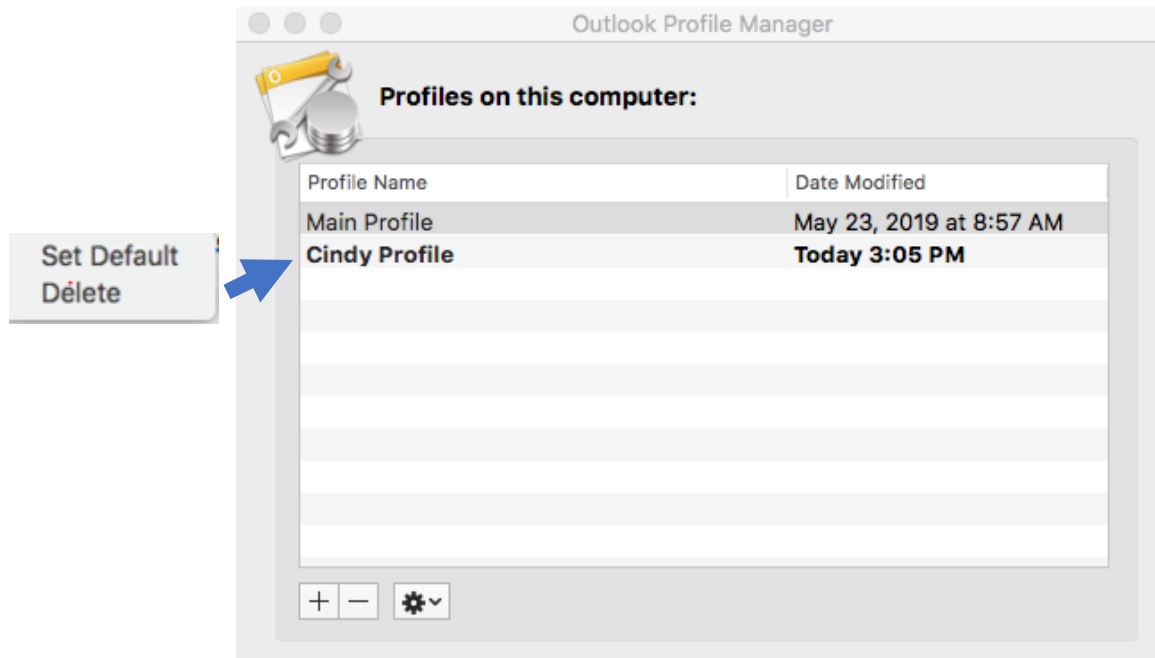 Outlook Profile Manager
O
Profiles on this computer:
Profile Name Date Modified
Main Profile May 23, 2019 at 8:57 AM
Cindy Profile Today 3:05 PM
Set Default
Delete